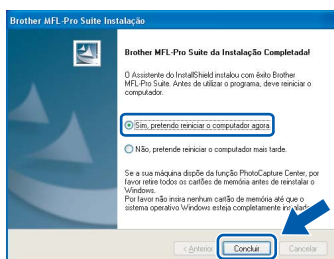 Brother MFL-Pro Suite Instalação
Brother MFL-Pro Suite da Instalação Completada!
O Assistente do InstallShield instalou com êxito Brother
MFL-Pro Suite. Antes de utilizar o programa, deve reiniciar o
computador.
Sim, pretendo reiniciar o computador agora.
Não, pretende reiniciar o computador mais tarde.
Se a sua máquina dispõe da função PhotoCapture Center, por
favor retire todos os cartões de memória antes de reinstalar o
Windows.
Por favor não insira nenhum cartão de memória até que o
sistema operativo Windows esteja completamente
< Anterior Concluir Cancelar